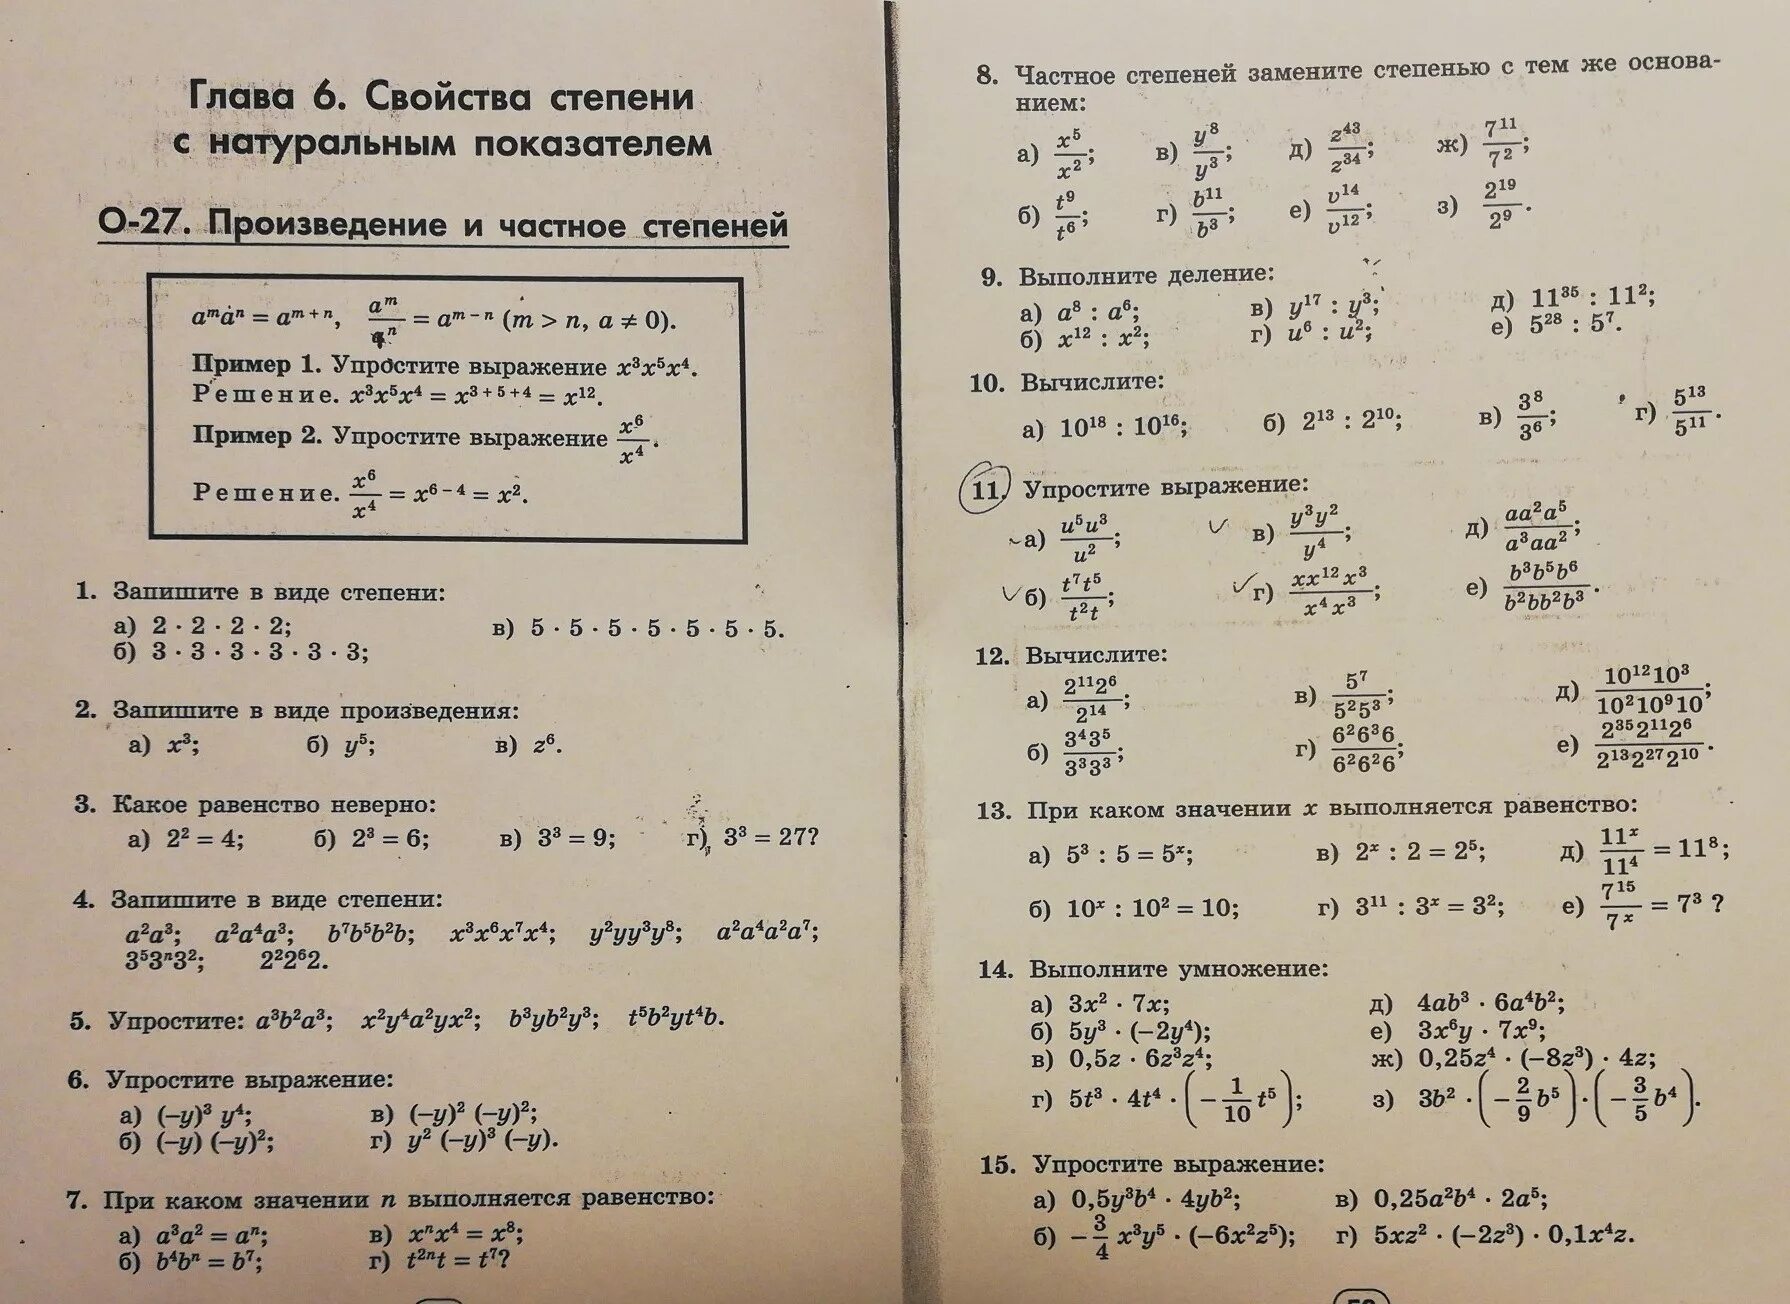 Глава 6. Свойства степени
с натуральным показателем
О-27. Произведение и частное степеней
aᵐaⁿ = aᵐ⁺ⁿ, aᵐ/aⁿ = aᵐ⁻ⁿ (m > n, a ≠ 0).
Пример 1. Упростите выражение x³x⁵x⁴.
Решение. x³x⁵x⁴ = x³⁺⁵⁺⁴ = x¹².
Пример 2. Упростите выражение x⁶/x⁴.
Решение. x⁶/x⁴ = x⁶⁻⁴ = x².
1. Запишите в виде степени:
а) 2 · 2 · 2 · 2; в) 5 · 5 · 5 · 5 · 5 · 5 · 5.
б) 3 · 3 · 3 · 3 · 3 · 3;
2. Запишите в виде произведения:
а) x³; б) y⁵; в) z⁶.
3. Какое равенство неверно:
а) 2² = 4; б) 2³ = 6; в) 3³ = 9; г) 3³ = 27?
4. Запишите в виде степени:
a²a³; a²a⁴a³; b⁷b⁵b²b; x³x⁶x⁷x⁴; y²yy³y⁸; a²a⁴a²a⁷;
3⁵3ⁿ3²; 2²2⁶2.
5. Упростите: a³b²a³; x²y⁴a²yx²; b³yb²y³; t⁵b²yt⁴b.
6. Упростите выражение:
а) (−y)³ y⁴; в) (−y)² (−y)²;
б) (−y) (−y)²; г) y² (−y)³ (−y).
7. При каком значении n выполняется равенство:
а) a³a² = aⁿ; в) xⁿx⁴ = x⁸;
б) b⁴bⁿ = b⁷; г) t²ⁿt = t⁷?
8. Частное степеней замените степенью с тем же основа-
нием:
а) x⁵/x²; в) y⁸/y³; д) z⁴³/z³⁴; ж) 7¹¹/7²;
б) t⁹/t⁶; г) b¹¹/b³; е) v¹⁴/v¹²; з) 2¹⁹/2⁹.
9. Выполните деление:
а) a⁸ : a⁶; в) y¹⁷ : y³; д) 11³⁵ : 11²;
б) x¹² : x²; г) u⁶ : u²; е) 5²⁸ : 5⁷.
10. Вычислите:
а) 10¹⁸ : 10¹⁶; б) 2¹³ : 2¹⁰; в) 3⁸/3⁶; г) 5¹³/5¹¹.
11. Упростите выражение:
а) u⁵u³/u²; в) y³y²/y⁴; д) aa²a⁵/a³aa²;
б) t⁷t⁵/t²t; г) xx¹²x³/x⁴x³; е) b³b⁵b⁶/b²bb²b³.
12. Вычислите:
а) 2¹¹2⁶/2¹⁴; в) 5⁷/5²5³; д) 10¹²10³/10²10⁹10;
б) 3⁴3⁵/3³3³; г) 6²6³6/6²6²6; е) 2³⁵2¹¹2⁶/2¹³2²⁷2¹⁰.
13. При каком значении x выполняется равенство:
а) 5³ : 5 = 5ˣ; в) 2ˣ : 2 = 2⁵; д) 11ˣ/11⁴ = 11⁸;
б) 10ˣ : 10² = 10; г) 3¹¹ : 3ˣ = 3²; е) 7¹⁵/7ˣ = 7³ ?
14. Выполните умножение:
а) 3x² · 7x; д) 4ab³ · 6a⁴b²;
б) 5y³ · (−2y⁴); е) 3x⁶y · 7x⁹;
в) 0,5z · 6z³z⁴; ж) 0,25z⁴ · (−8z³) · 4z;
г) 5t³ · 4t⁴ · (−1/10 t⁵); з) 3b² · (−2/9 b⁵) · (−3/5 b⁴).
15. Упростите выражение:
а) 0,5y³b⁴ · 4yb²; в) 0,25a²b⁴ · 2a⁵;
б) −3/4 x³y⁵ · (−6x²z⁵); г) 5xz² · (−2z³) · 0,1x⁴z.